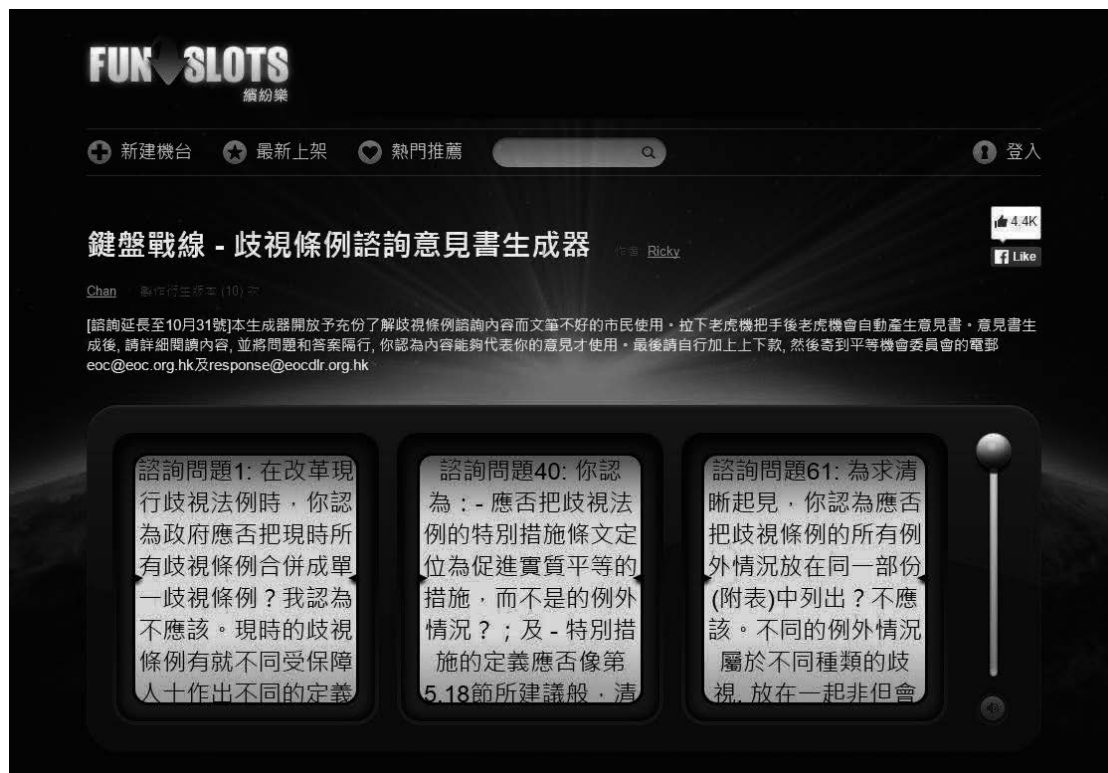 FUN SLOTS
繽紛樂
新建機台 最新上架 熱門推薦 登入
4.4K
鍵盤戰線 - 歧視條例諮詢意見書生成器 作者 Ricky
Like
Chan 製作衍生版本 (10) 次
[諮詢延長至10月31號]本生成器開放予充份了解歧視條例諮詢內容而文筆不好的市民使用。拉下老虎機把手後老虎機會自動產生意見書。意見書生
成後, 請詳細閱讀內容, 並將問題和答案隔行, 你認為內容能夠代表你的意見才使用。最後請自行加上上下款, 然後寄到平等機會委員會的電郵
eoc@eoc.org.hk及response@eocdlr.org.hk
諮詢問題1: 在改革現
行歧視法例時，你認
為政府應否把現時所
有歧視條例合併成單
一歧視條例？我認為
不應該。現時的歧視
條例有就不同受保障
人士作出不同的定義
諮詢問題40: 你認
為：- 應否把歧視法
例的特別措施條文定
位為促進實質平等的
措施，而不是的例外
情況？；及 - 特別措
施的定義應否像第
5.18節所建議般，清
諮詢問題61: 為求清
晰起見，你認為應否
把歧視條例的所有例
外情況放在同一部份
(附表)中列出？不應
該。不同的例外情況
屬於不同種類的歧
視, 放在一起非但會